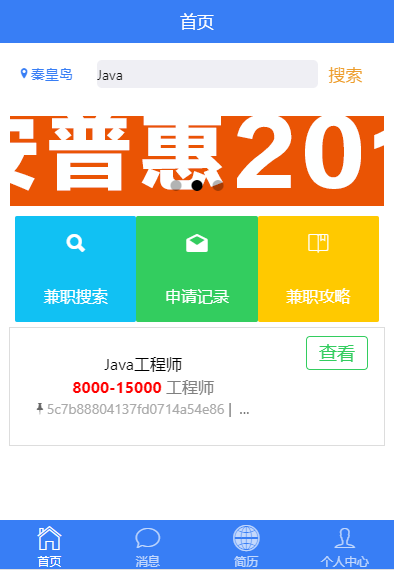 首页
秦皇岛 Java 搜索
安普惠201
兼职搜索 申请记录 兼职攻略
查看
Java工程师
8000-15000 工程师
5c7b88804137fd0714a54e86 | ...
首页 消息 简历 个人中心